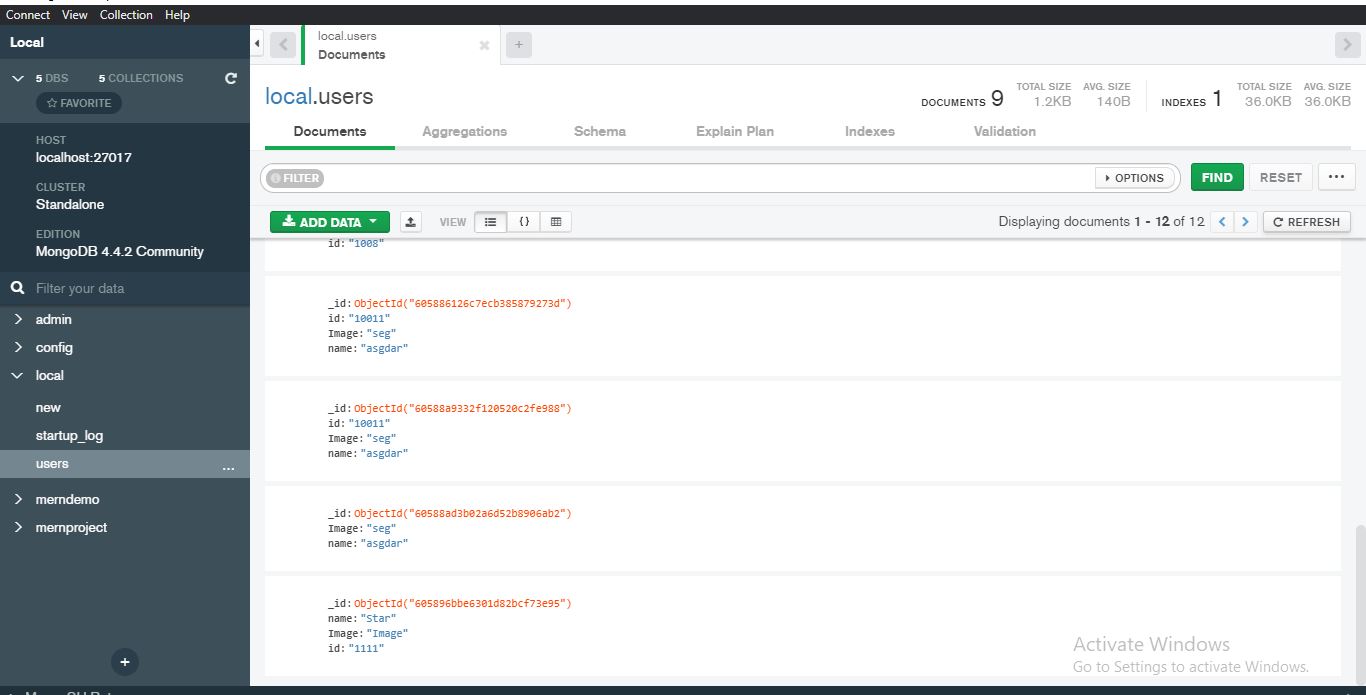 Connect View Collection Help
Local
local.users
Documents
5 DBS 5 COLLECTIONS
FAVORITE
HOST
localhost:27017
CLUSTER
Standalone
EDITION
MongoDB 4.4.2 Community
Filter your data
admin
config
local
new
startup_log
users ...
merndemo
mernproject
local.users
DOCUMENTS 9 TOTAL SIZE 1.2KB AVG. SIZE 140B INDEXES 1 TOTAL SIZE 36.0KB AVG. SIZE 36.0KB
Documents Aggregations Schema Explain Plan Indexes Validation
FILTER OPTIONS FIND RESET ...
ADD DATA VIEW {} Displaying documents 1 - 12 of 12 < > REFRESH
id: "1008"
_id: ObjectId("605886126c7ecb385879273d")
id: "10011"
Image: "seg"
name: "asgdar"
_id: ObjectId("60588a9332f120520c2fe988")
id: "10011"
Image: "seg"
name: "asgdar"
_id: ObjectId("60588ad3b02a6d52b8906ab2")
Image: "seg"
name: "asgdar"
_id: ObjectId("605896bbe6301d82bcf73e95")
name: "Star"
Image: "Image"
id: "1111"
Activate Windows
Go to Settings to activate Windows.